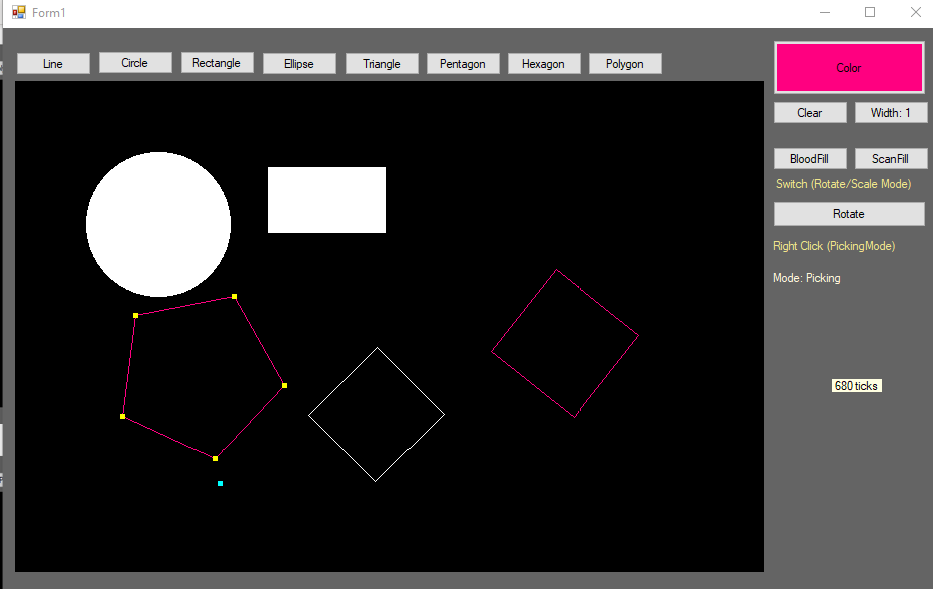 Form1
Line Circle Rectangle Ellipse Triangle Pentagon Hexagon Polygon
Color
Clear Width: 1
BloodFill ScanFill
Switch (Rotate/Scale Mode)
Rotate
Right Click (PickingMode)
Mode: Picking
680 ticks